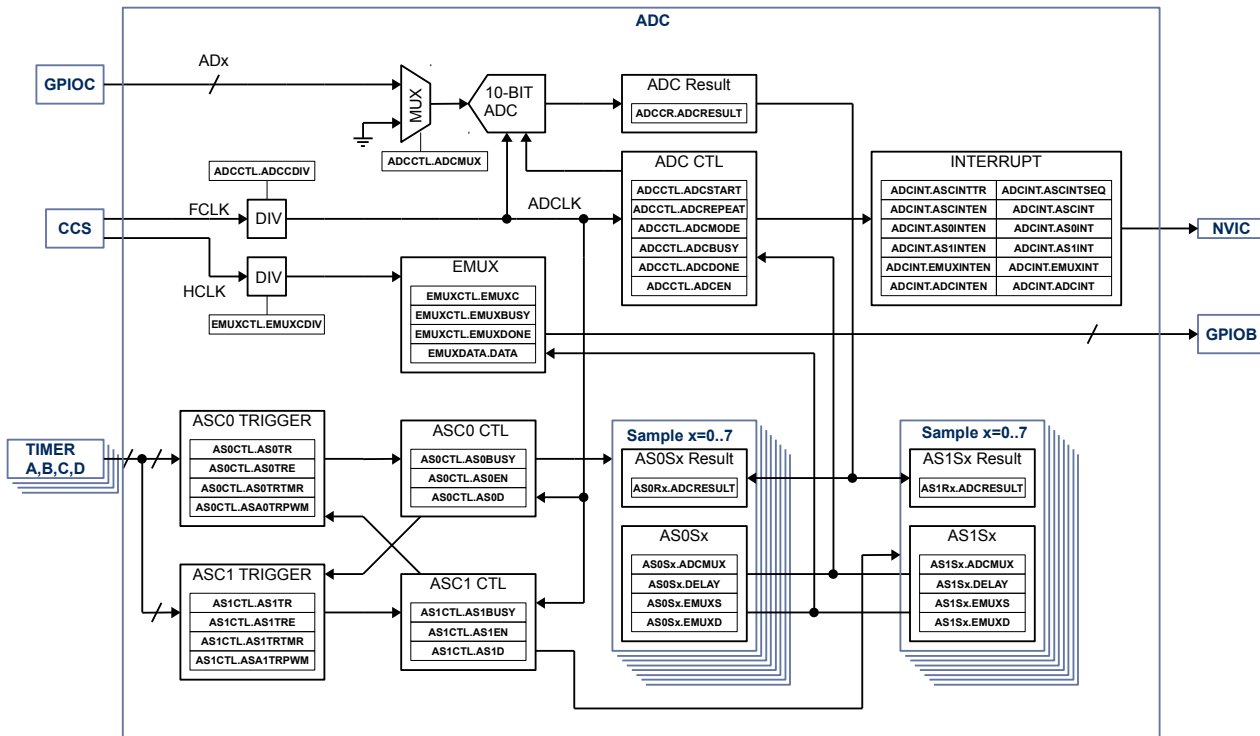 ADC
GPIOC
ADx
MUX
10-BIT
ADC
ADC Result
ADCCR.ADCRESULT
ADCCTL.ADCMUX
ADC CTL
ADCCTL.ADCSTART
ADCCTL.ADCREPEAT
ADCCTL.ADCMODE
ADCCTL.ADCBUSY
ADCCTL.ADCDONE
ADCCTL.ADCEN
INTERRUPT
ADCINT.ASCINTTR ADCINT.ASCINTSEQ
ADCINT.ASCINTEN ADCINT.ASCINT
ADCINT.AS0INTEN ADCINT.AS0INT
ADCINT.AS1INTEN ADCINT.AS1INT
ADCINT.EMUXINTEN ADCINT.EMUXINT
ADCINT.ADCINTEN ADCINT.ADCINT
NVIC
ADCCTL.ADCCDIV
CCS
FCLK
DIV
ADCLK
HCLK
DIV
EMUXCTL.EMUXCDIV
EMUX
EMUXCTL.EMUXC
EMUXCTL.EMUXBUSY
EMUXCTL.EMUXDONE
EMUXDATA.DATA
GPIOB
TIMER
A,B,C,D
ASC0 TRIGGER
AS0CTL.AS0TR
AS0CTL.AS0TRE
AS0CTL.AS0TRTMR
AS0CTL.ASA0TRPWM
ASC0 CTL
AS0CTL.AS0BUSY
AS0CTL.AS0EN
AS0CTL.AS0D
Sample x=0..7
AS0Sx Result
AS0Rx.ADCRESULT
Sample x=0..7
AS1Sx Result
AS1Rx.ADCRESULT
ASC1 TRIGGER
AS1CTL.AS1TR
AS1CTL.AS1TRE
AS1CTL.AS1TRTMR
AS1CTL.ASA1TRPWM
ASC1 CTL
AS1CTL.AS1BUSY
AS1CTL.AS1EN
AS1CTL.AS1D
AS0Sx
AS0Sx.ADCMUX
AS0Sx.DELAY
AS0Sx.EMUXS
AS0Sx.EMUXD
AS1Sx
AS1Sx.ADCMUX
AS1Sx.DELAY
AS1Sx.EMUXS
AS1Sx.EMUXD